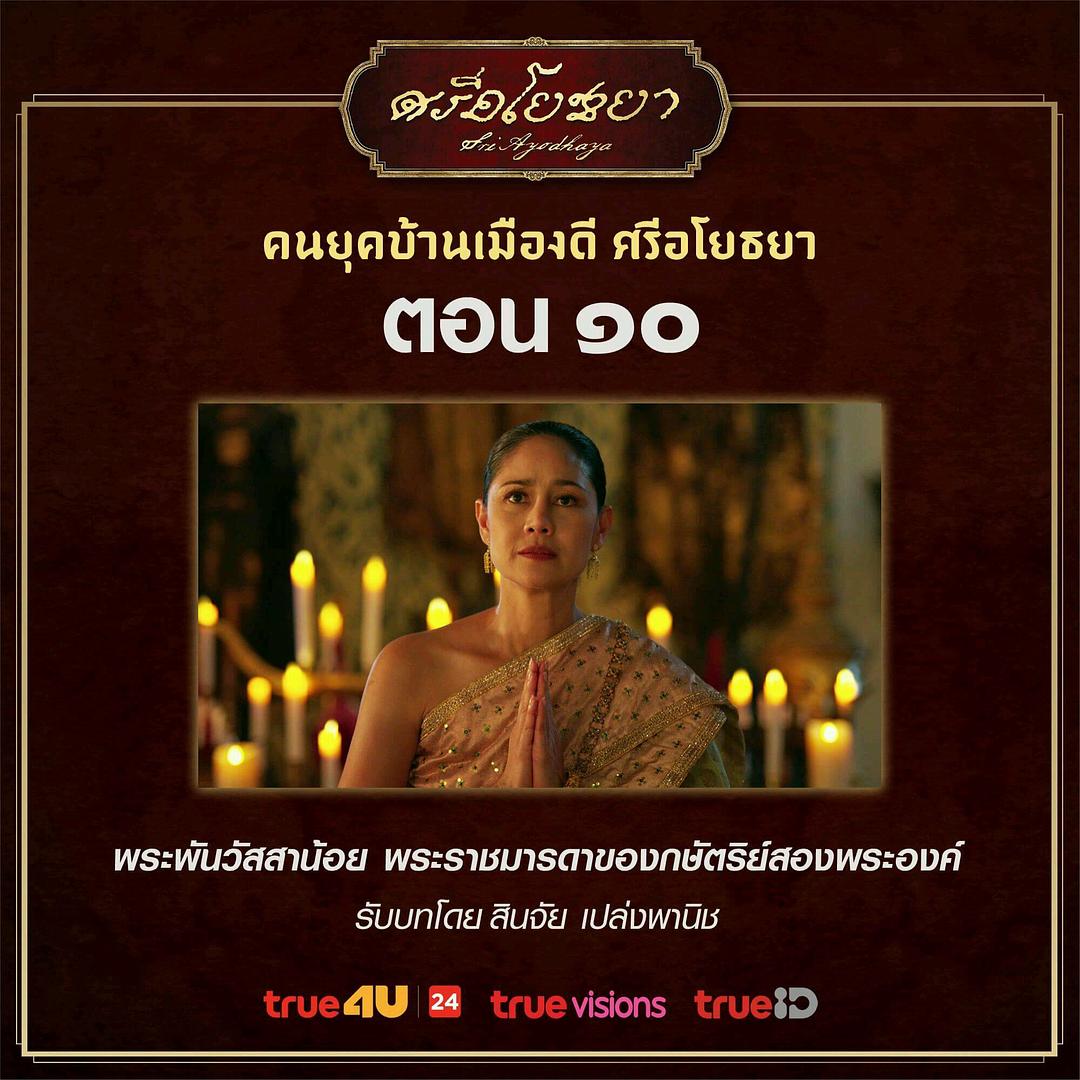 ศรีอโยธยา
Sri Ayodhaya
คนยุคบ้านเมืองดี ศรีอโยธยา
ตอน ๑๐
พระพันวัสสาน้อย พระราชมารดาของกษัตริย์สองพระองค์
รับบทโดย สินจัย เปล่งพานิช
true4U 24 truevisions trueiD